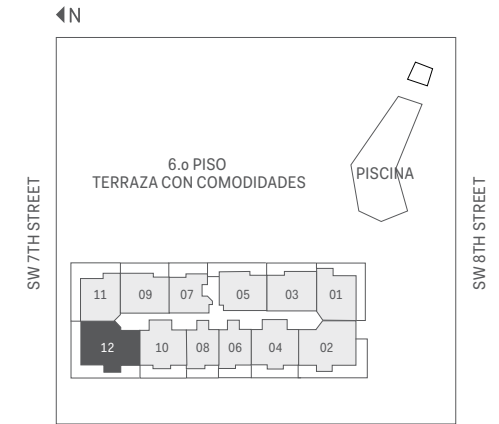 N
6.o PISO
TERRAZA CON COMODIDADES
PISCINA
SW 7TH STREET
SW 8TH STREET
11 09 07 05 03 01
12 10 08 06 04 02